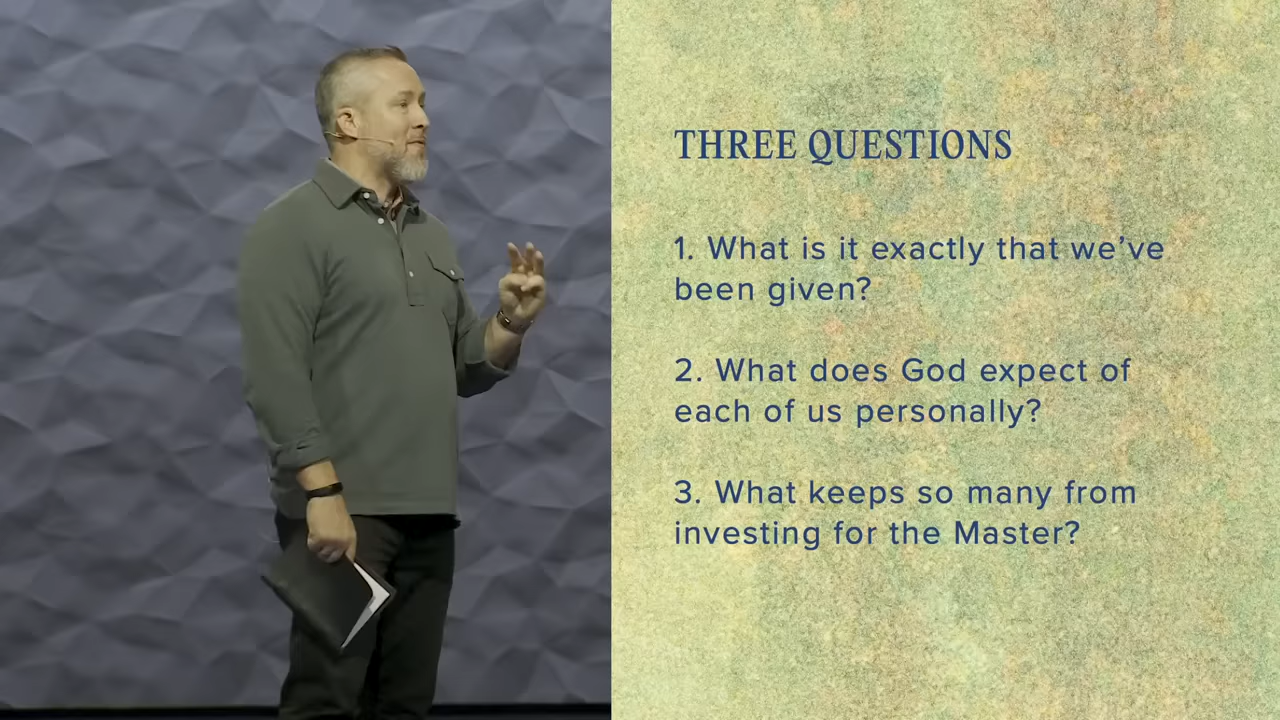 THREE QUESTIONS
1. What is it exactly that we’ve
been given?
2. What does God expect of
each of us personally?
3. What keeps so many from
investing for the Master?